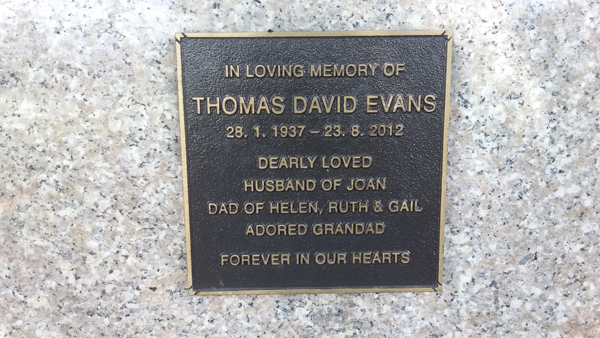 IN LOVING MEMORY OF
THOMAS DAVID EVANS
28. 1. 1937 – 23. 8. 2012
DEARLY LOVED
HUSBAND OF JOAN
DAD OF HELEN, RUTH & GAIL
ADORED GRANDAD
FOREVER IN OUR HEARTS